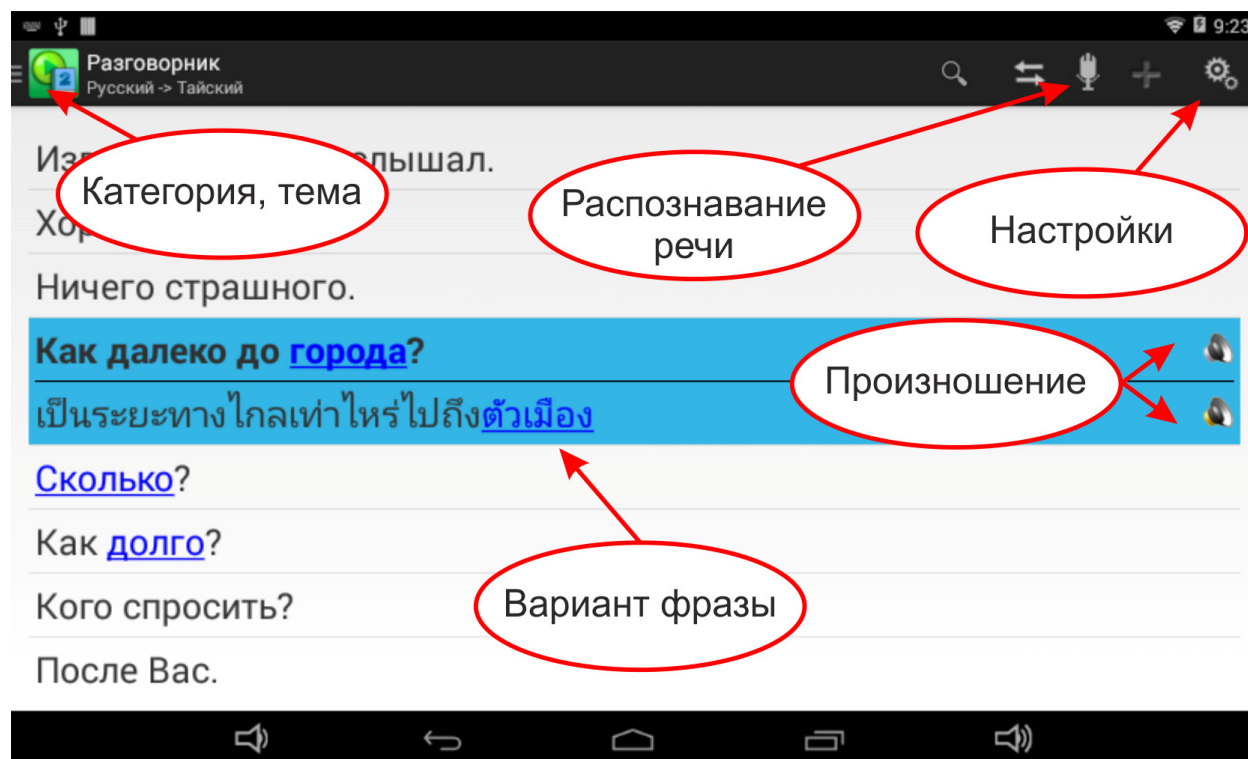 9:23
Разговорник
Русский -> Тайский
лышал.
Категория, тема
Распознавание
речи
Настройки
Ничего страшного.
Как далеко до города?
Произношение
เป็นระยะทางไกลเท่าไหร่ไปถึงตัวเมือง
Сколько?
Как долго?
Вариант фразы
Кого спросить?
После Вас.